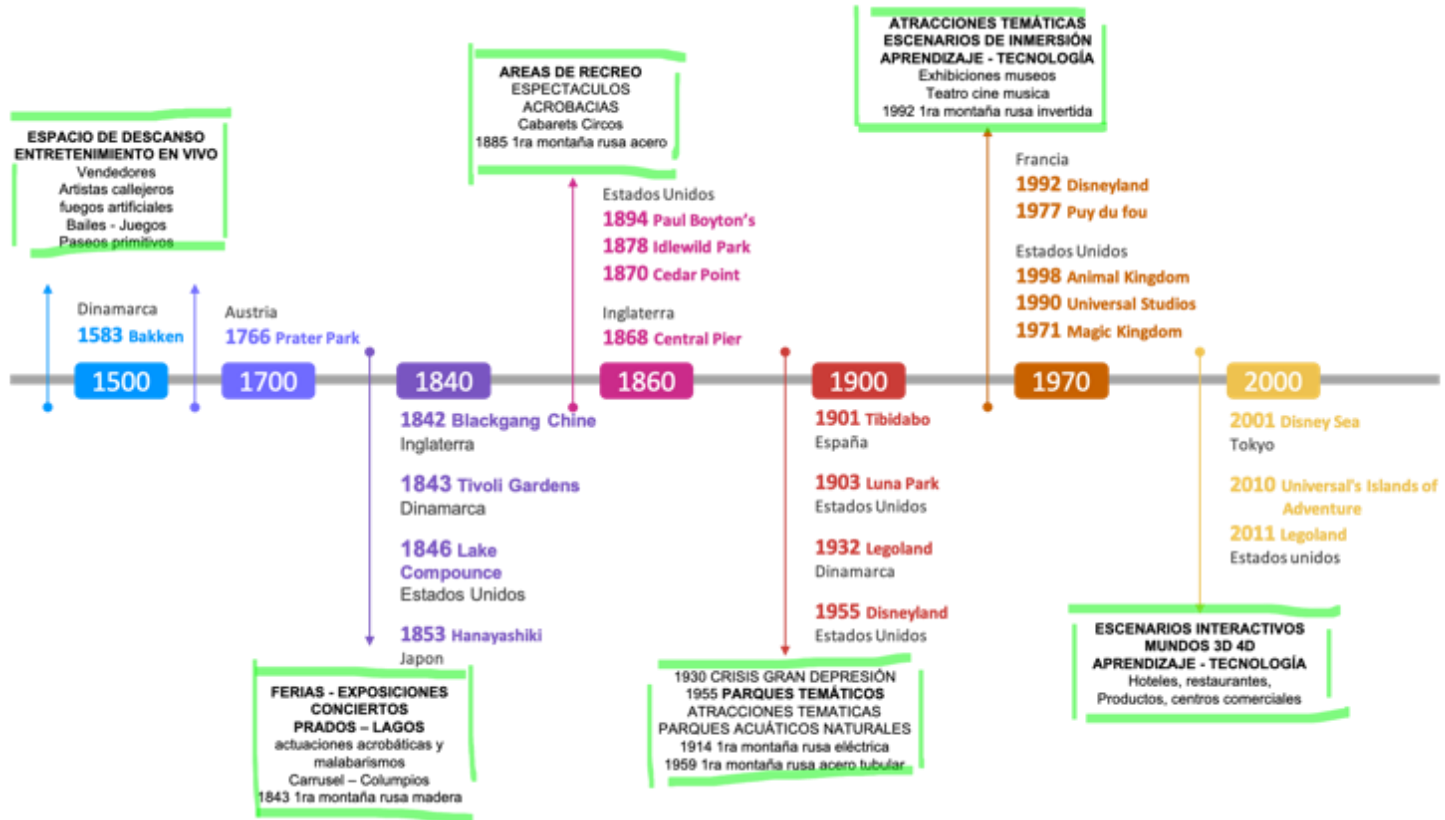 ESPACIO DE DESCANSO
ENTRETENIMIENTO EN VIVO
Vendedores
Artistas callejeros
fuegos artificiales
Bailes - Juegos
Paseos primitivos
AREAS DE RECREO
ESPECTACULOS
ACROBACIAS
Cabarets Circos
1885 1ra montaña rusa acero
ATRACCIONES TEMÁTICAS
ESCENARIOS DE INMERSIÓN
APRENDIZAJE - TECNOLOGÍA
Exhibiciones museos
Teatro cine musica
1992 1ra montaña rusa invertida
Dinamarca
1583 Bakken
Austria
1766 Prater Park
Estados Unidos
1894 Paul Boyton's
1878 Idlewild Park
1870 Cedar Point
Inglaterra
1868 Central Pier
Francia
1992 Disneyland
1977 Puy du fou
Estados Unidos
1998 Animal Kingdom
1990 Universal Studios
1971 Magic Kingdom
1500
1700
1840
1860
1900
1970
2000
1842 Blackgang Chine
Inglaterra
1843 Tivoli Gardens
Dinamarca
1846 Lake
Compounce
Estados Unidos
1853 Hanayashiki
Japon
1901 Tibidabo
España
1903 Luna Park
Estados Unidos
1932 Legoland
Dinamarca
1955 Disneyland
Estados Unidos
2001 Disney Sea
Tokyo
2010 Universal's Islands of
Adventure
2011 Legoland
Estados unidos
FERIAS - EXPOSICIONES
CONCIERTOS
PRADOS – LAGOS
actuaciones acrobáticas y
malabarismos
Carrusel – Columpios
1843 1ra montaña rusa madera
1930 CRISIS GRAN DEPRESIÓN
1955 PARQUES TEMÁTICOS
ATRACCIONES TEMATICAS
PARQUES ACUÁTICOS NATURALES
1914 1ra montaña rusa eléctrica
1959 1ra montaña rusa acero tubular
ESCENARIOS INTERACTIVOS
MUNDOS 3D 4D
APRENDIZAJE - TECNOLOGÍA
Hoteles, restaurantes,
Productos, centros comerciales